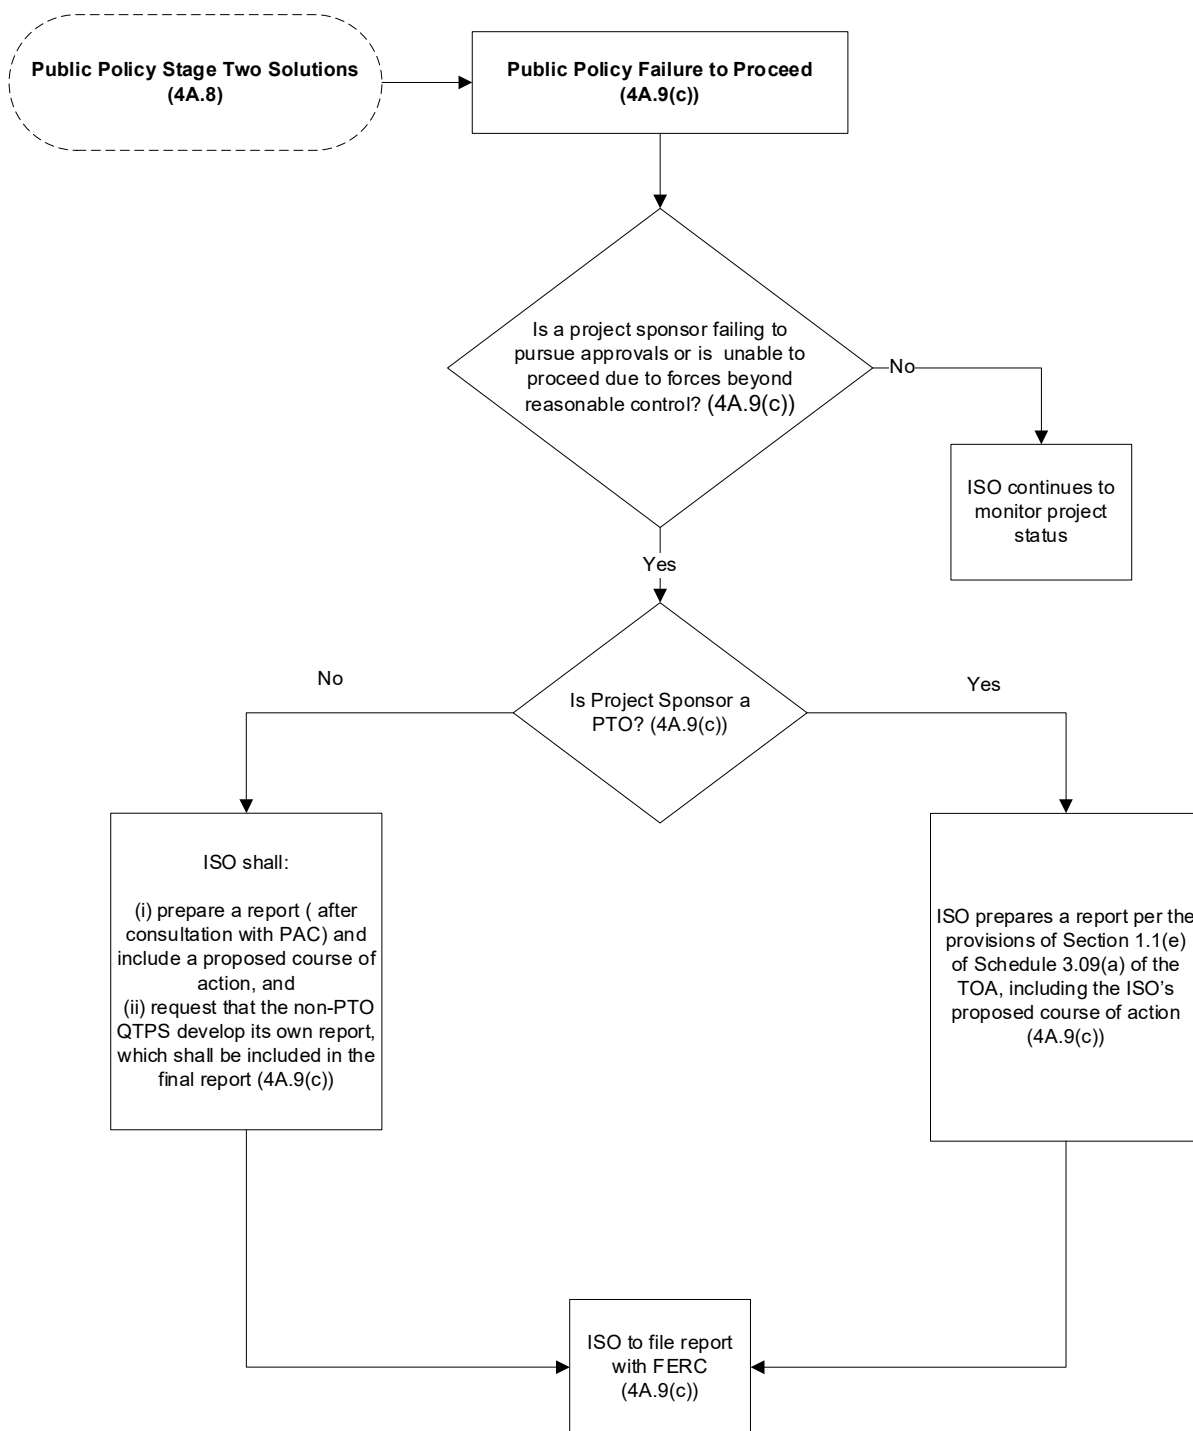 Public Policy Stage Two Solutions
(4A.8)
Public Policy Failure to Proceed
(4A.9(c))
Is a project sponsor failing to
pursue approvals or is unable to
proceed due to forces beyond
reasonable control? (4A.9(c))
No
ISO continues to
monitor project
status
Yes
Is Project Sponsor a
PTO? (4A.9(c))
No
Yes
ISO shall:
(i) prepare a report ( after
consultation with PAC) and
include a proposed course of
action, and
(ii) request that the non-PTO
QTPS develop its own report,
which shall be included in the
final report (4A.9(c))
ISO prepares a report per the
provisions of Section 1.1(e)
of Schedule 3.09(a) of the
TOA, including the ISO’s
proposed course of action
(4A.9(c))
ISO to file report
with FERC
(4A.9(c))